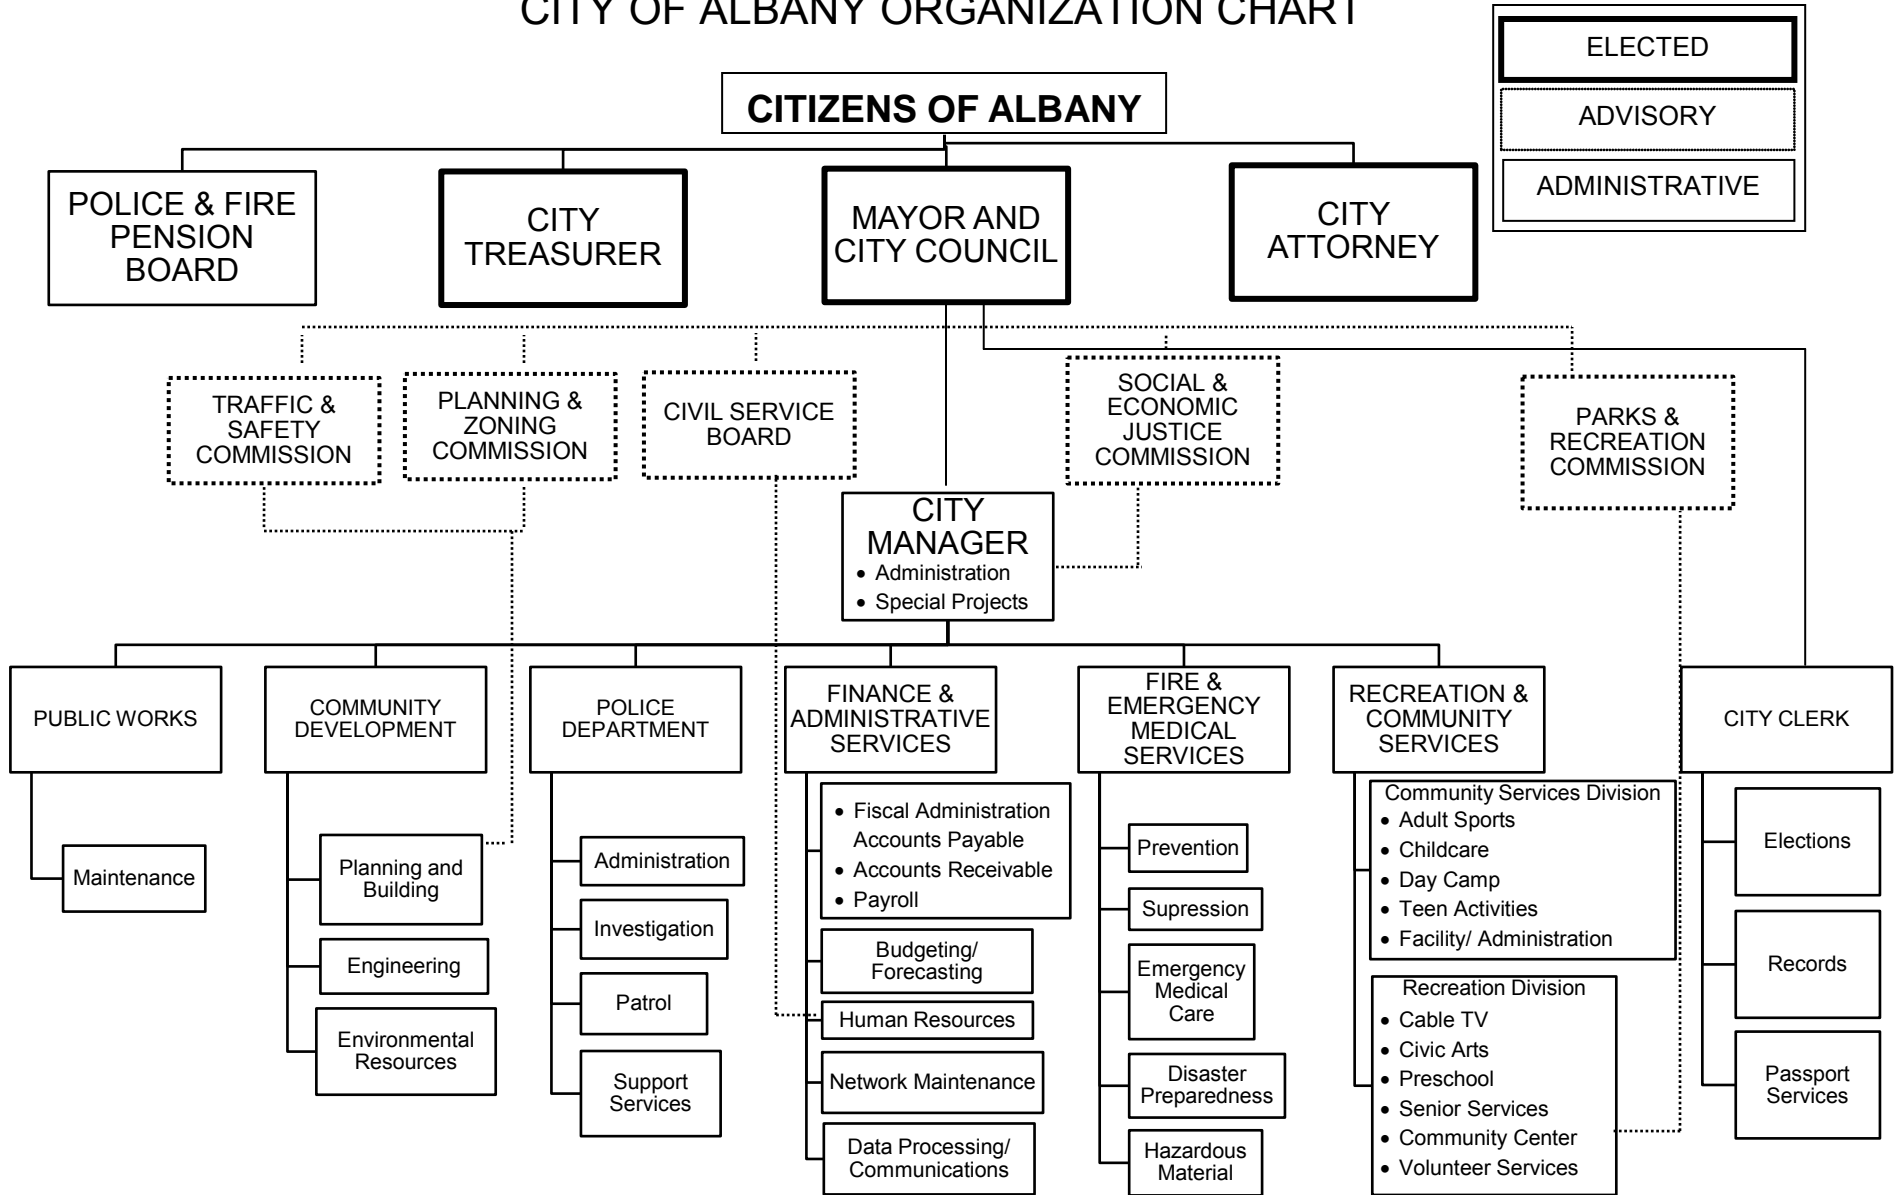 CITY OF ALBANY ORGANIZATION CHART
ELECTED
ADVISORY
ADMINISTRATIVE
CITIZENS OF ALBANY
POLICE & FIRE
PENSION
BOARD
CITY
TREASURER
MAYOR AND
CITY COUNCIL
CITY
ATTORNEY
TRAFFIC &
SAFETY
COMMISSION
PLANNING &
ZONING
COMMISSION
CIVIL SERVICE
BOARD
SOCIAL &
ECONOMIC
JUSTICE
COMMISSION
PARKS &
RECREATION
COMMISSION
CITY
MANAGER
• Administration
• Special Projects
PUBLIC WORKS
COMMUNITY
DEVELOPMENT
POLICE
DEPARTMENT
FINANCE &
ADMINISTRATIVE
SERVICES
FIRE &
EMERGENCY
MEDICAL
SERVICES
RECREATION &
COMMUNITY
SERVICES
CITY CLERK
Maintenance
Planning and
Building
Engineering
Environmental
Resources
Administration
Investigation
Patrol
Support
Services
• Fiscal Administration
Accounts Payable
• Accounts Receivable
• Payroll
Budgeting/
Forecasting
Human Resources
Network Maintenance
Data Processing/
Communications
Prevention
Supression
Emergency
Medical
Care
Disaster
Preparedness
Hazardous
Material
Community Services Division
• Adult Sports
• Childcare
• Day Camp
• Teen Activities
• Facility/ Administration
Recreation Division
• Cable TV
• Civic Arts
• Preschool
• Senior Services
• Community Center
• Volunteer Services
Elections
Records
Passport
Services